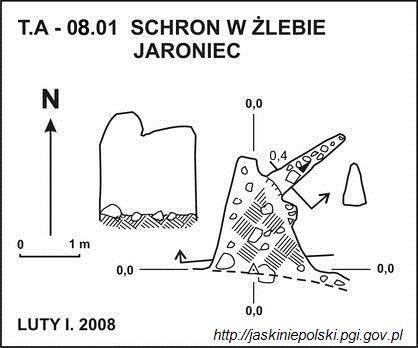 T.A - 08.01 SCHRON W ŻLEBIE
JARONIEC
N
0,0
0,4
0 1 m
0,0
0,0
0,0
LUTY I. 2008
http://jaskiniepolski.pgi.gov.pl